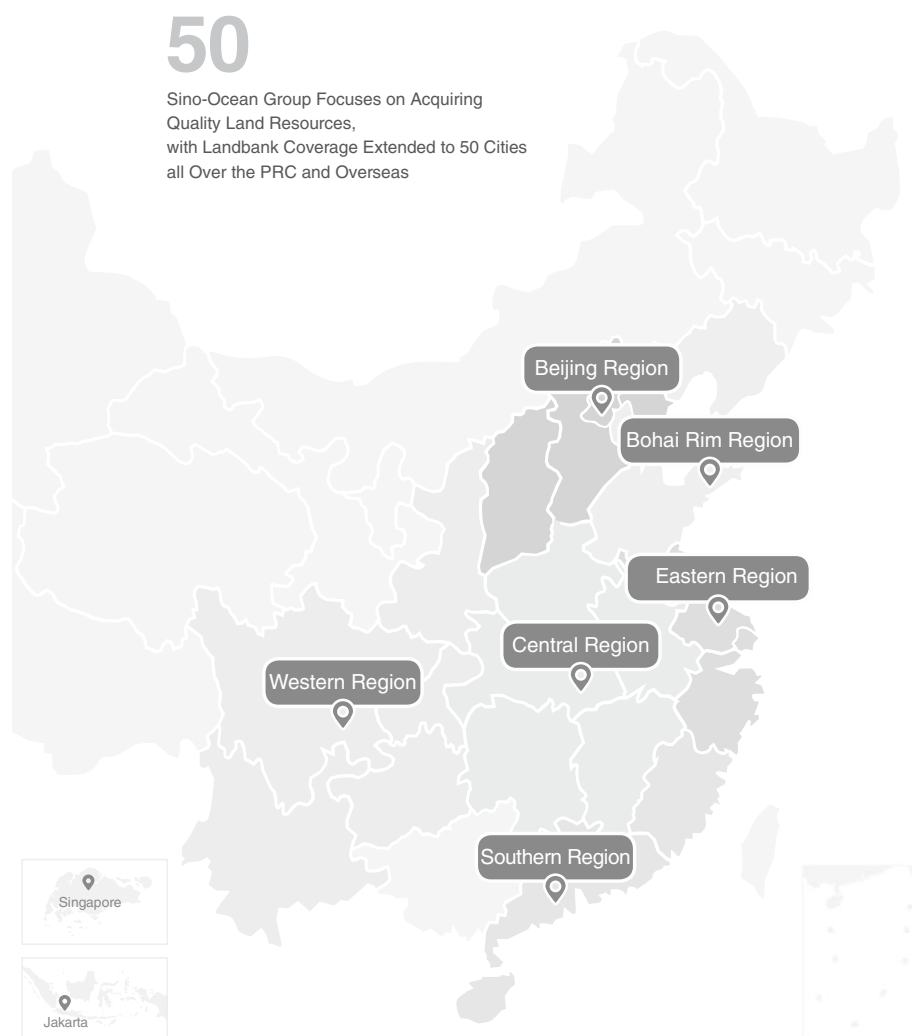 50
Sino-Ocean Group Focuses on Acquiring
Quality Land Resources,
with Landbank Coverage Extended to 50 Cities
all Over the PRC and Overseas
Beijing Region
Bohai Rim Region
Eastern Region
Central Region
Western Region
Southern Region
Singapore
Jakarta